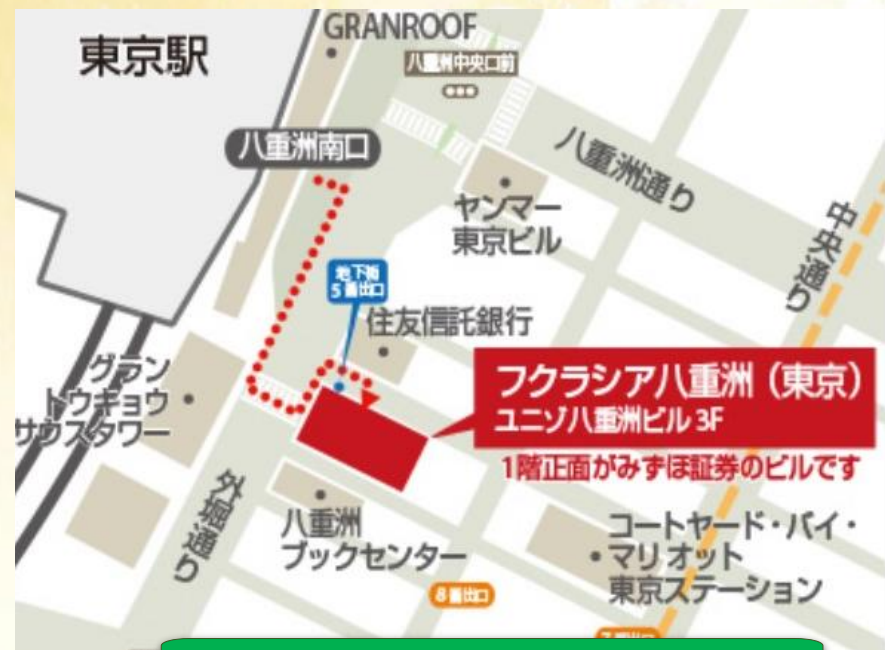 東京駅
GRANROOF
八重洲中央口前
八重洲南口
八重洲通り
ヤンマー
東京ビル
中央通り
地下街
5番出口
住友信託銀行
グラン
トウキョウ
サウスタワー
フクラシア八重洲（東京）
ユニゾ八重洲ビル 3F
1階正面がみずほ証券のビルです
外堀通り
八重洲
ブックセンター
コートヤード・バイ・
マリオット
東京ステーション
8番出口